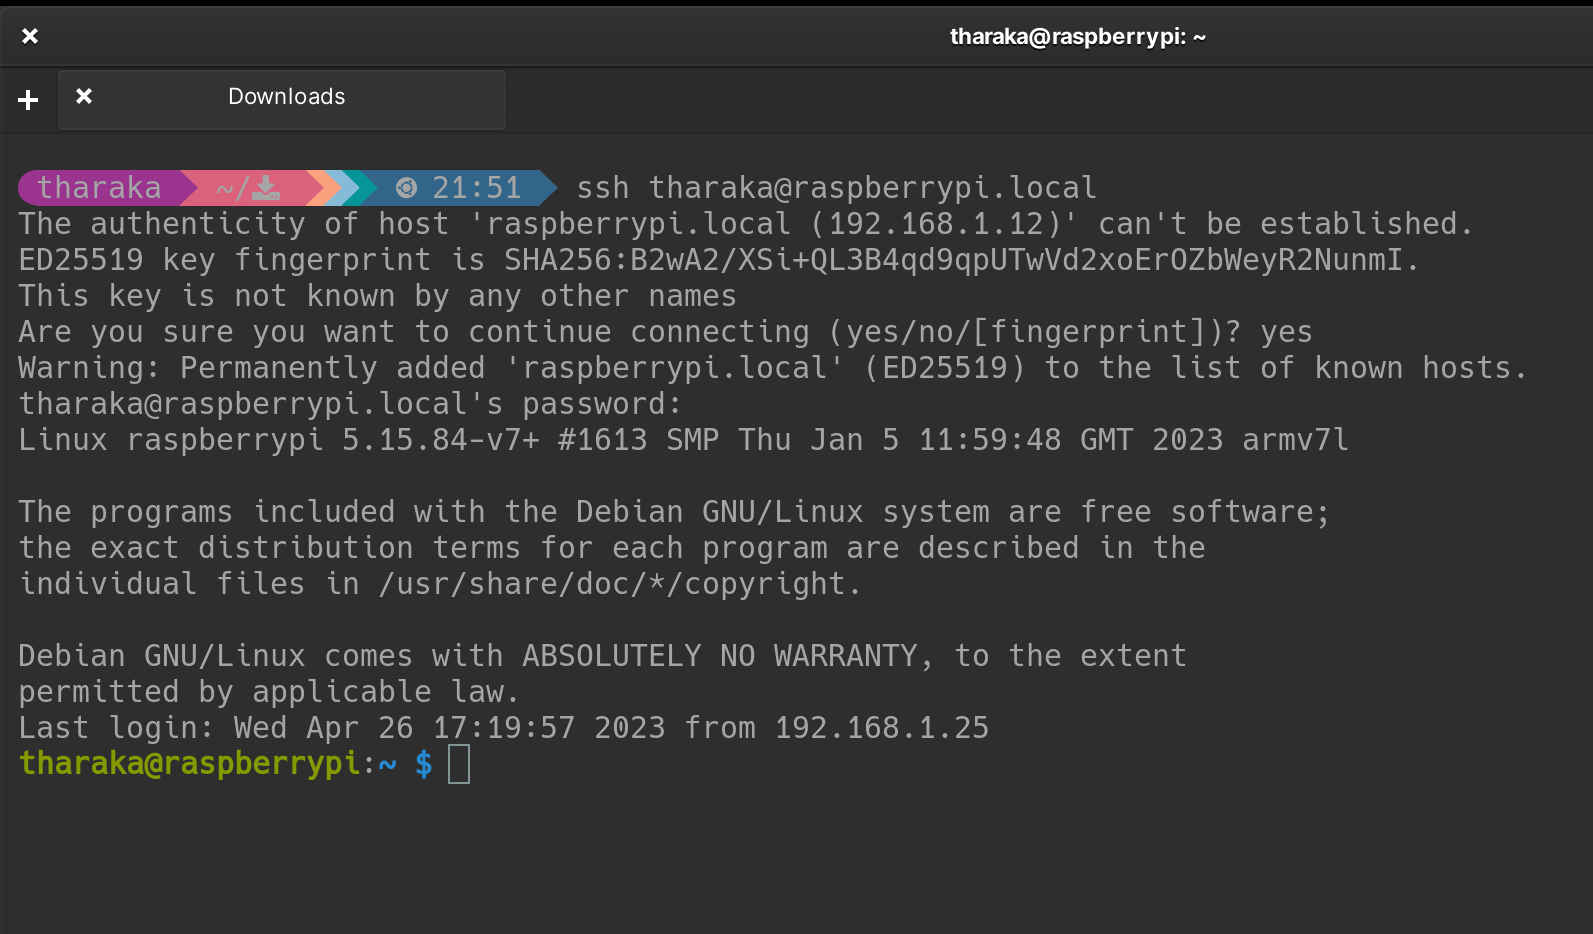 tharaka@raspberrypi: ~
Downloads
tharaka ~/ 21:51 ssh tharaka@raspberrypi.local
The authenticity of host 'raspberrypi.local (192.168.1.12)' can't be established.
ED25519 key fingerprint is SHA256:B2wA2/XSi+QL3B4qd9qpUTwVd2xoErOZbWeyR2NunmI.
This key is not known by any other names
Are you sure you want to continue connecting (yes/no/[fingerprint])? yes
Warning: Permanently added 'raspberrypi.local' (ED25519) to the list of known hosts.
tharaka@raspberrypi.local's password:
Linux raspberrypi 5.15.84-v7+ #1613 SMP Thu Jan 5 11:59:48 GMT 2023 armv7l
The programs included with the Debian GNU/Linux system are free software;
the exact distribution terms for each program are described in the
individual files in /usr/share/doc/*/copyright.
Debian GNU/Linux comes with ABSOLUTELY NO WARRANTY, to the extent
permitted by applicable law.
Last login: Wed Apr 26 17:19:57 2023 from 192.168.1.25
tharaka@raspberrypi:~ $